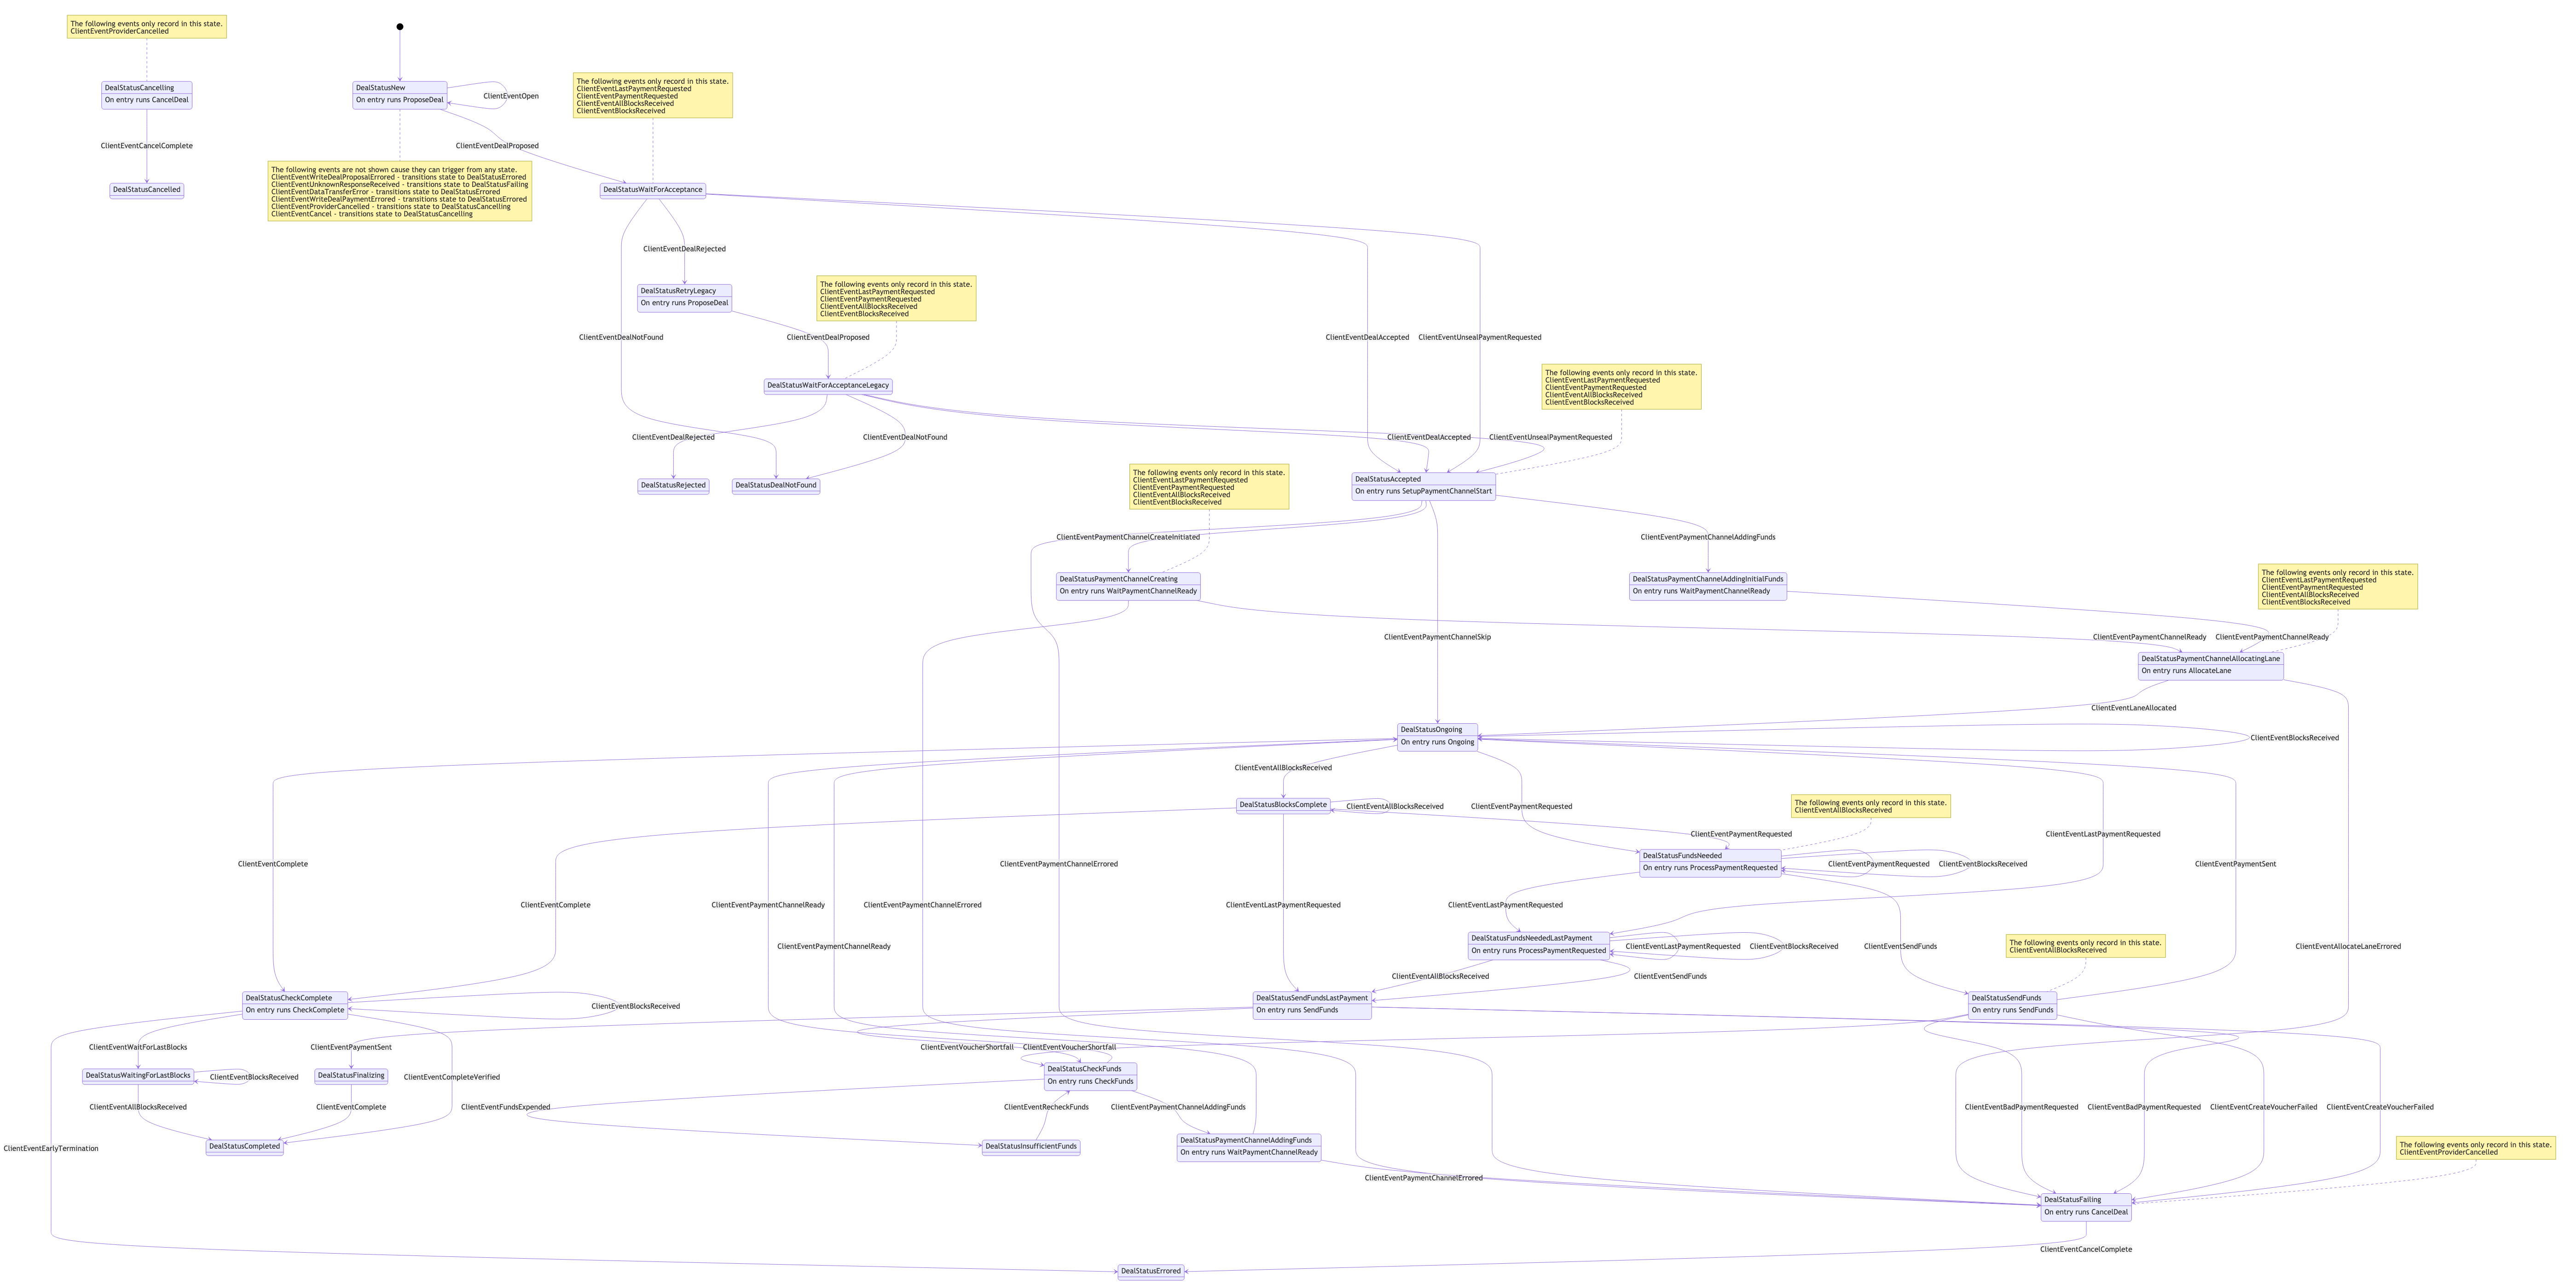 The following events only record in this state.
ClientEventProviderCancelled
DealStatusCancelling
On entry runs CancelDeal
ClientEventCancelComplete
DealStatusCancelled
DealStatusNew
On entry runs ProposeDeal
ClientEventOpen
ClientEventDealProposed
The following events are not shown cause they can trigger from any state.
ClientEventWriteDealProposalErrored - transitions state to DealStatusErrored
ClientEventUnknownResponseReceived - transitions state to DealStatusFailing
ClientEventDataTransferError - transitions state to DealStatusErrored
ClientEventWriteDealPaymentErrored - transitions state to DealStatusErrored
ClientEventProviderCancelled - transitions state to DealStatusCancelling
ClientEventCancel - transitions state to DealStatusCancelling
The following events only record in this state.
ClientEventLastPaymentRequested
ClientEventPaymentRequested
ClientEventAllBlocksReceived
ClientEventBlocksReceived
DealStatusWaitForAcceptance
ClientEventDealRejected
DealStatusRetryLegacy
On entry runs ProposeDeal
The following events only record in this state.
ClientEventLastPaymentRequested
ClientEventPaymentRequested
ClientEventAllBlocksReceived
ClientEventBlocksReceived
ClientEventDealNotFound
ClientEventDealProposed
ClientEventDealAccepted
ClientEventUnsealPaymentRequested
DealStatusWaitForAcceptanceLegacy
The following events only record in this state.
ClientEventLastPaymentRequested
ClientEventPaymentRequested
ClientEventAllBlocksReceived
ClientEventBlocksReceived
ClientEventDealRejected
ClientEventDealNotFound
ClientEventDealAccepted
ClientEventUnsealPaymentRequested
DealStatusRejected
DealStatusDealNotFound
The following events only record in this state.
ClientEventLastPaymentRequested
ClientEventPaymentRequested
ClientEventAllBlocksReceived
ClientEventBlocksReceived
DealStatusAccepted
On entry runs SetupPaymentChannelStart
ClientEventPaymentChannelCreateInitiated
ClientEventPaymentChannelAddingFunds
DealStatusPaymentChannelCreating
On entry runs WaitPaymentChannelReady
DealStatusPaymentChannelAddingInitialFunds
On entry runs WaitPaymentChannelReady
The following events only record in this state.
ClientEventLastPaymentRequested
ClientEventPaymentRequested
ClientEventAllBlocksReceived
ClientEventBlocksReceived
ClientEventPaymentChannelSkip
ClientEventPaymentChannelReady
ClientEventPaymentChannelReady
DealStatusPaymentChannelAllocatingLane
On entry runs AllocateLane
ClientEventLaneAllocated
DealStatusOngoing
On entry runs Ongoing
ClientEventBlocksReceived
ClientEventAllBlocksReceived
DealStatusBlocksComplete
ClientEventAllBlocksReceived
ClientEventPaymentRequested
The following events only record in this state.
ClientEventAllBlocksReceived
ClientEventPaymentRequested
ClientEventLastPaymentRequested
DealStatusFundsNeeded
On entry runs ProcessPaymentRequested
ClientEventPaymentRequested
ClientEventBlocksReceived
ClientEventComplete
ClientEventPaymentChannelErrored
ClientEventPaymentSent
ClientEventComplete
ClientEventPaymentChannelReady
ClientEventPaymentChannelErrored
ClientEventLastPaymentRequested
ClientEventLastPaymentRequested
DealStatusFundsNeededLastPayment
On entry runs ProcessPaymentRequested
ClientEventPaymentChannelReady
ClientEventLastPaymentRequested
ClientEventBlocksReceived
ClientEventSendFunds
The following events only record in this state.
ClientEventAllBlocksReceived
ClientEventAllocateLaneErrored
ClientEventAllBlocksReceived
ClientEventSendFunds
DealStatusCheckComplete
On entry runs CheckComplete
ClientEventBlocksReceived
DealStatusSendFundsLastPayment
On entry runs SendFunds
DealStatusSendFunds
On entry runs SendFunds
ClientEventWaitForLastBlocks
ClientEventPaymentSent
ClientEventVoucherShortfall
ClientEventVoucherShortfall
DealStatusWaitingForLastBlocks
ClientEventBlocksReceived
DealStatusFinalizing
ClientEventCompleteVerified
DealStatusCheckFunds
On entry runs CheckFunds
ClientEventAllBlocksReceived
ClientEventComplete
ClientEventFundsExpended
ClientEventRecheckFunds
ClientEventPaymentChannelAddingFunds
ClientEventBadPaymentRequested
ClientEventBadPaymentRequested
ClientEventCreateVoucherFailed
ClientEventCreateVoucherFailed
ClientEventEarlyTermination
DealStatusCompleted
DealStatusInsufficientFunds
DealStatusPaymentChannelAddingFunds
On entry runs WaitPaymentChannelReady
The following events only record in this state.
ClientEventProviderCancelled
ClientEventPaymentChannelErrored
DealStatusFailing
On entry runs CancelDeal
ClientEventCancelComplete
DealStatusErrored